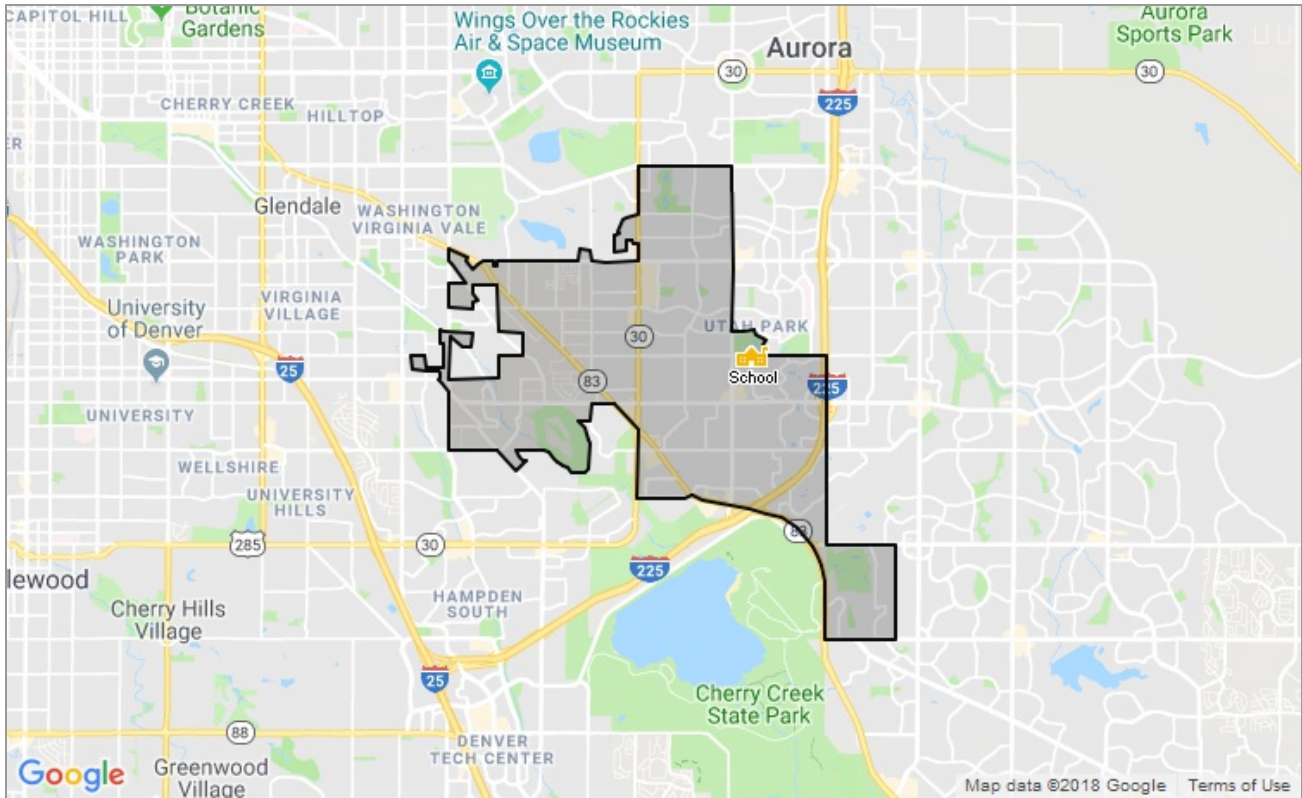 CAPITOL HILL
Botanic
Gardens
Wings Over the Rockies
Air & Space Museum
Aurora
Aurora
Sports Park
30
30
225
CHERRY CREEK
HILLTOP
Glendale
WASHINGTON
VIRGINIA VALE
WASHINGTON
PARK
VIRGINIA
VILLAGE
University
of Denver
UTAH PARK
30
School
25
83
225
UNIVERSITY
WELLSHIRE
UNIVERSITY
HILLS
83
285
30
225
lewood
Cherry Hills
Village
HAMPDEN
SOUTH
25
Cherry Creek
State Park
88
DENVER
TECH CENTER
Google
Greenwood
Village
Map data ©2018 Google
Terms of Use